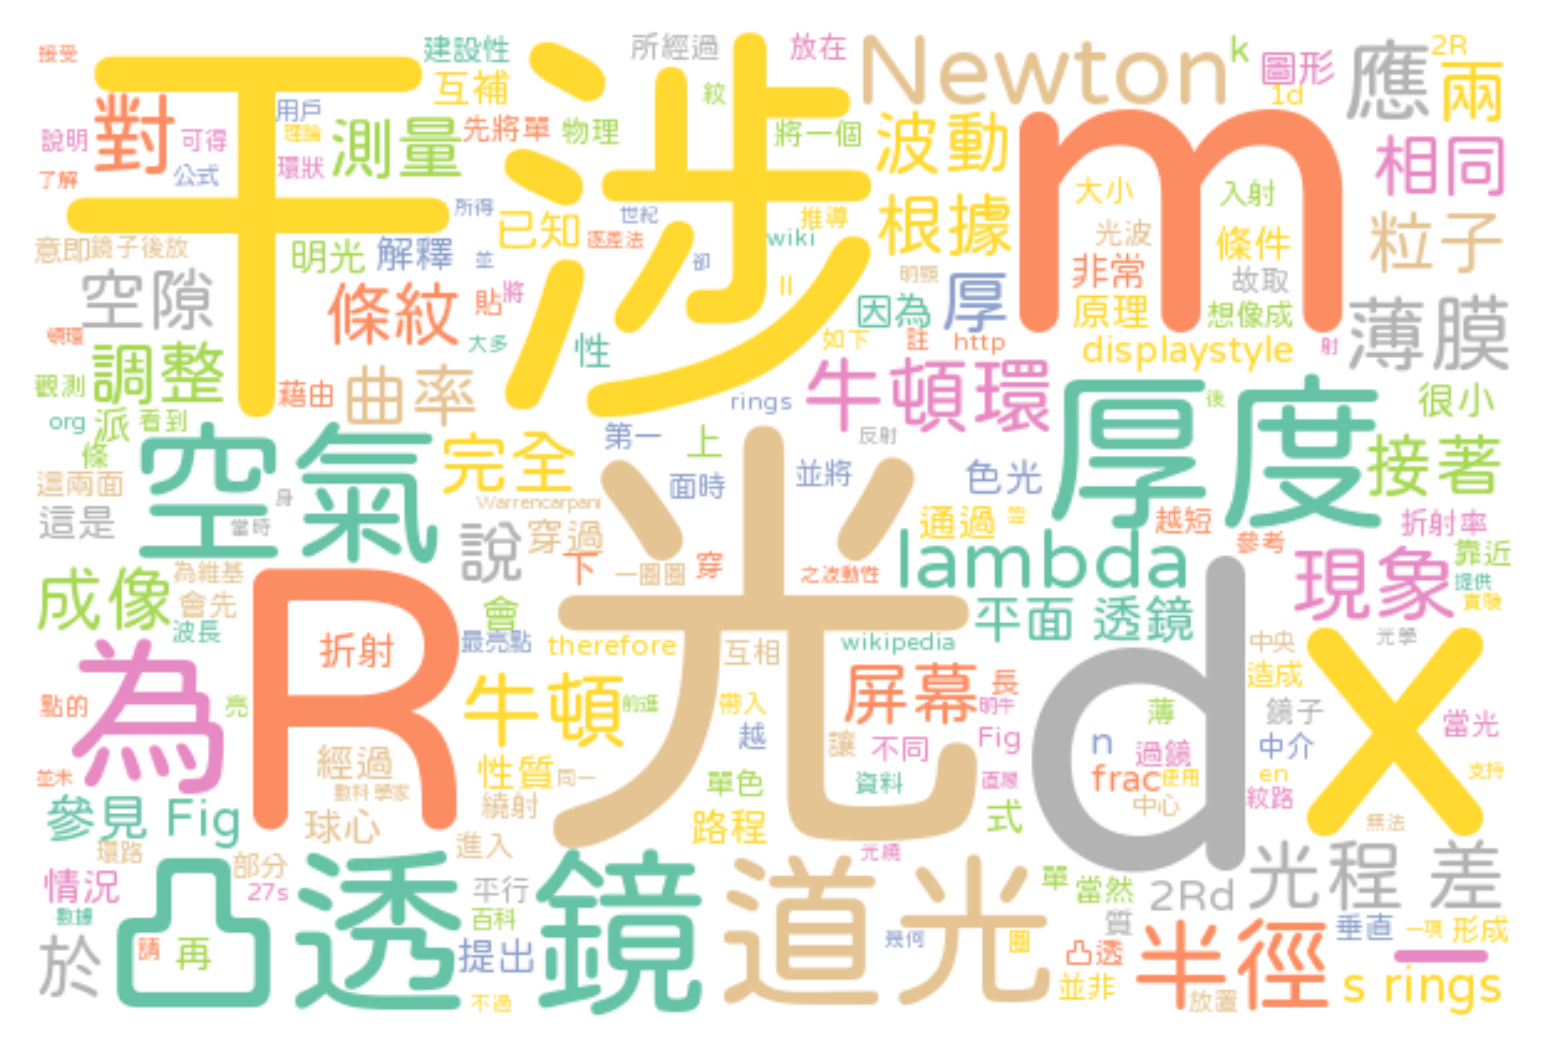 接受
建設性
所經過
放在
Newton
k
圖形
應
2R
兩
1d
干涉
互補
紋
m
用戶
對
說明
可得
理論
測量
先將單
物理
將一個
波動
相同
環狀
了解
公式
大小
入射
所得
世紀
已知
推導
根據
粒子
意即
鏡子後放
明光
解釋
並
逐差法
wiki
光波
條件
卻
明顯
非常
故取
空隙
條紋
貼
將
II
因為
厚
原理
想像成
薄膜
頓環
大多
性
如下
註
http
displaystyle
射
調整
觀測
藉由
曲率
牛頓環
rings
厚度
後
很小
org
派
看到
條
空氣
完全
第一
上
反射
接著
這兩面
身
面時
並將
色光
Warrencarpani
這是
當時
說
穿過
通過
越短
折射率
lambda
參考
現象
靠近
下
一圈圈
穿
之波動性
提供
實驗
成像
為維基
會先
R
會
光
平面
透鏡
波長
折射
最亮點
therefore
互相
wikipedia
d
中央
光學
x
為
造成
點的
亮
牛頓
前進
帶入
屏幕
長
明牛
薄
鏡子
當光
越
讓
不同
Fig
n
過鏡
中介
並未
經過
性質
同一
單色
資料
直線
frac
使用
en
支持
數科
學家
中心
紋路
參見
Fig
球心
繞射
路程
式
無法
環路
進入
光繞
情況
部分
27s
平行
單
當然
2Rd
光程
差
數據
百科
質
於
凸透鏡
請
再
提出
道光
幾何
圈
凸透
半徑
垂直
一項
形成
不過
並非
放置
s rings